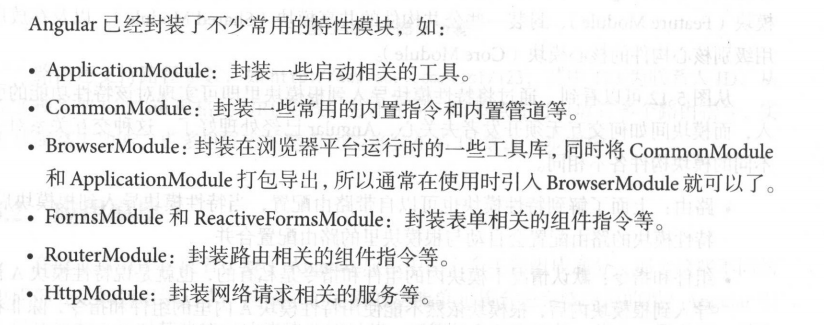 Angular 已经封装了不少常用的特性模块，如：
• ApplicationModule：封装一些启动相关的工具。
• CommonModule：封装一些常用的内置指令和内置管道等。
• BrowserModule：封装在浏览器平台运行时的一些工具库，同时将 CommonModule
和 ApplicationModule 打包导出，所以通常在使用时引入 BrowserModule 就可以了。
• FormsModule 和 ReactiveFormsModule：封装表单相关的组件指令等。
• RouterModule：封装路由相关的组件指令等。
• HttpModule：封装网络请求相关的服务等。